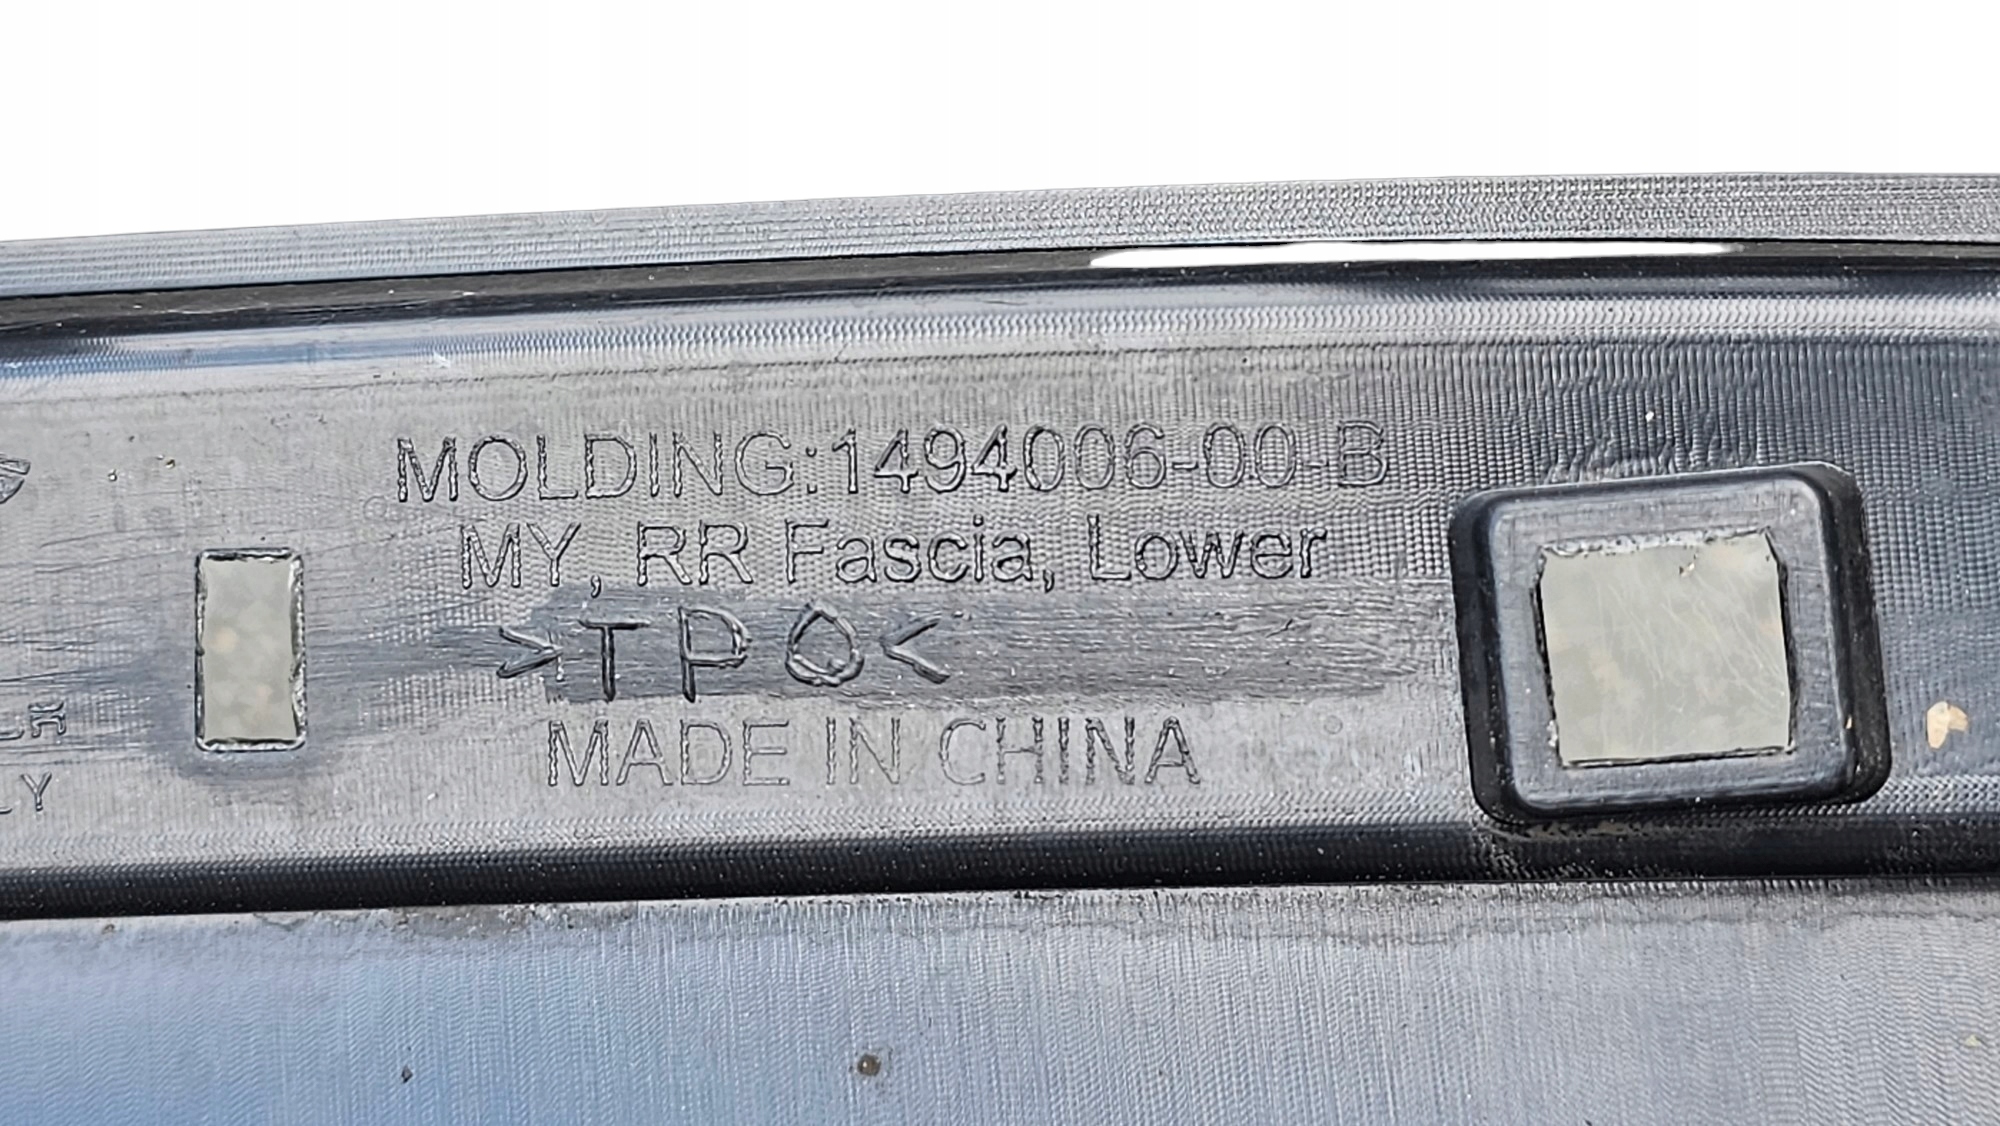 MOLDING:1494006-00-B
MY, RR Fascia, Lower
>TPO<
MADE IN CHINA